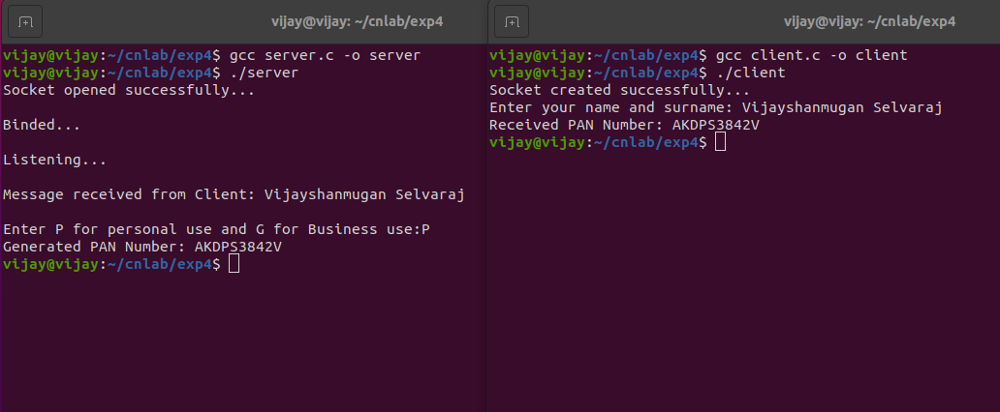 vijay@vijay: ~/cnlab/exp4
vijay@vijay:~/cnlab/exp4$ gcc server.c -o server
vijay@vijay:~/cnlab/exp4$ ./server
Socket opened successfully...
Binded...
Listening...
Message received from Client: Vijayshanmugan Selvaraj
Enter P for personal use and G for Business use:P
Generated PAN Number: AKDPS3842V
vijay@vijay:~/cnlab/exp4$
vijay@vijay: ~/cnlab/exp4
vijay@vijay:~/cnlab/exp4$ gcc client.c -o client
vijay@vijay:~/cnlab/exp4$ ./client
Socket created successfully...
Enter your name and surname: Vijayshanmugan Selvaraj
Received PAN Number: AKDPS3842V
vijay@vijay:~/cnlab/exp4$